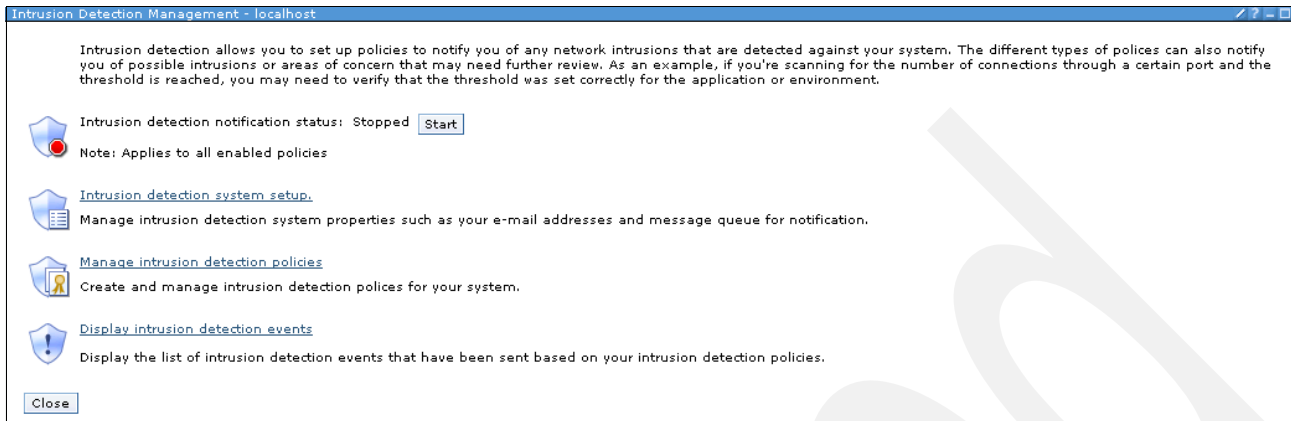 Intrusion Detection Management - localhost
Intrusion detection allows you to set up policies to notify you of any network intrusions that are detected against your system. The different types of polices can also notify
you of possible intrusions or areas of concern that may need further review. As an example, if you're scanning for the number of connections through a certain port and the
threshold is reached, you may need to verify that the threshold was set correctly for the application or environment.
Intrusion detection notification status: Stopped Start
Note: Applies to all enabled policies
Intrusion detection system setup.
Manage intrusion detection system properties such as your e-mail addresses and message queue for notification.
Manage intrusion detection policies
Create and manage intrusion detection polices for your system.
Display intrusion detection events
Display the list of intrusion detection events that have been sent based on your intrusion detection policies.
Close